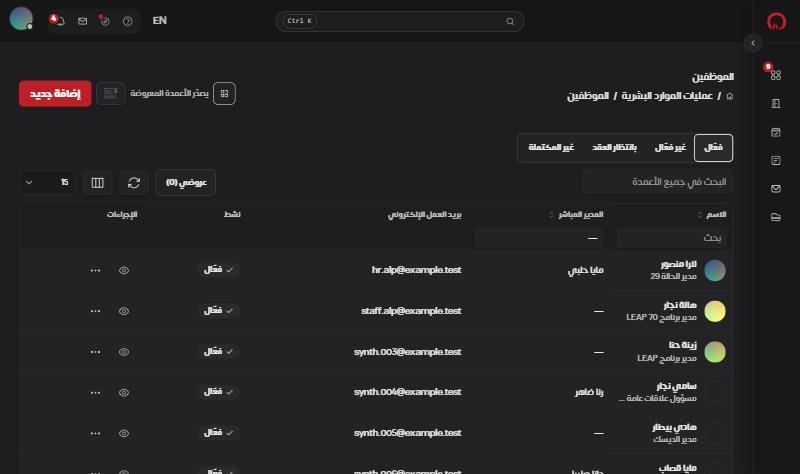 4
EN
Ctrl K
9
الموظفين
/ عمليات الموارد البشرية / الموظفين
يصدّر الأعمدة المعروضة
إضافة جديد
فعّال
غير فعّال
بانتظار العقد
غير المكتملة
البحث في جميع الأعمدة
عروضي (0)
15
الاسم
المدير المباشر
بريد العمل الإلكتروني
نشط
الإجراءات
بحث
—
لارا منصور
مدير الحالة 29
مايا حلبي
hr.alp@example.test
فعّال
هالة نجار
مدير برنامج LEAP 70
—
staff.alp@example.test
فعّال
زينة حنا
مدير برنامج LEAP
—
synth.003@example.test
فعّال
سامي نجار
مسؤول علاقات عامة ...
رنا ضاهر
synth.004@example.test
فعّال
هادي بيطار
مدير الديسك
—
synth.005@example.test
فعّال
مايا قصاب